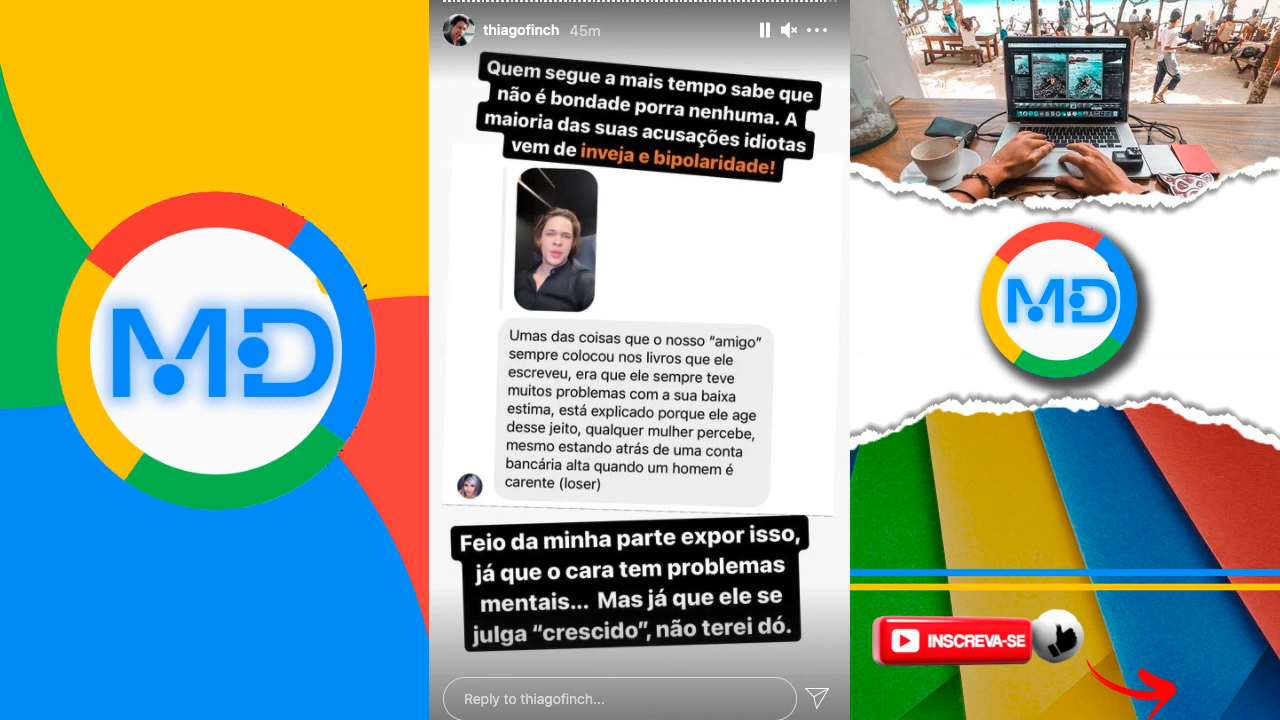 MD
thiagofinch 45m
Quem segue a mais tempo sabe que
não é bondade porra nenhuma. A
maioria das suas acusações idiotas
vem de inveja e bipolaridade!
Umas das coisas que o nosso “amigo”
sempre colocou nos livros que ele
escreveu, era que ele sempre teve
muitos problemas com a sua baixa
estima, está explicado porque ele age
desse jeito, qualquer mulher percebe,
mesmo estando atrás de uma conta
bancária alta quando um homem é
carente (loser)
Feio da minha parte expor isso,
já que o cara tem problemas
mentais... Mas já que ele se
julga “crescido”, não terei dó.
Reply to thiagofinch...
MD
INSCREVA-SE